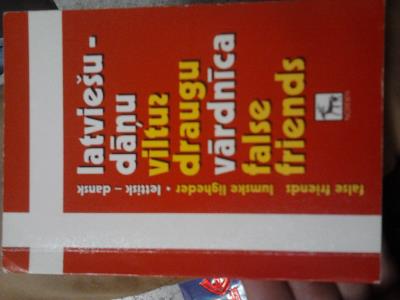 latviešu -
dāņu
viltus
draugu
vārdnīca
false
friends
false friends lumske ligheder • lettisk – dansk